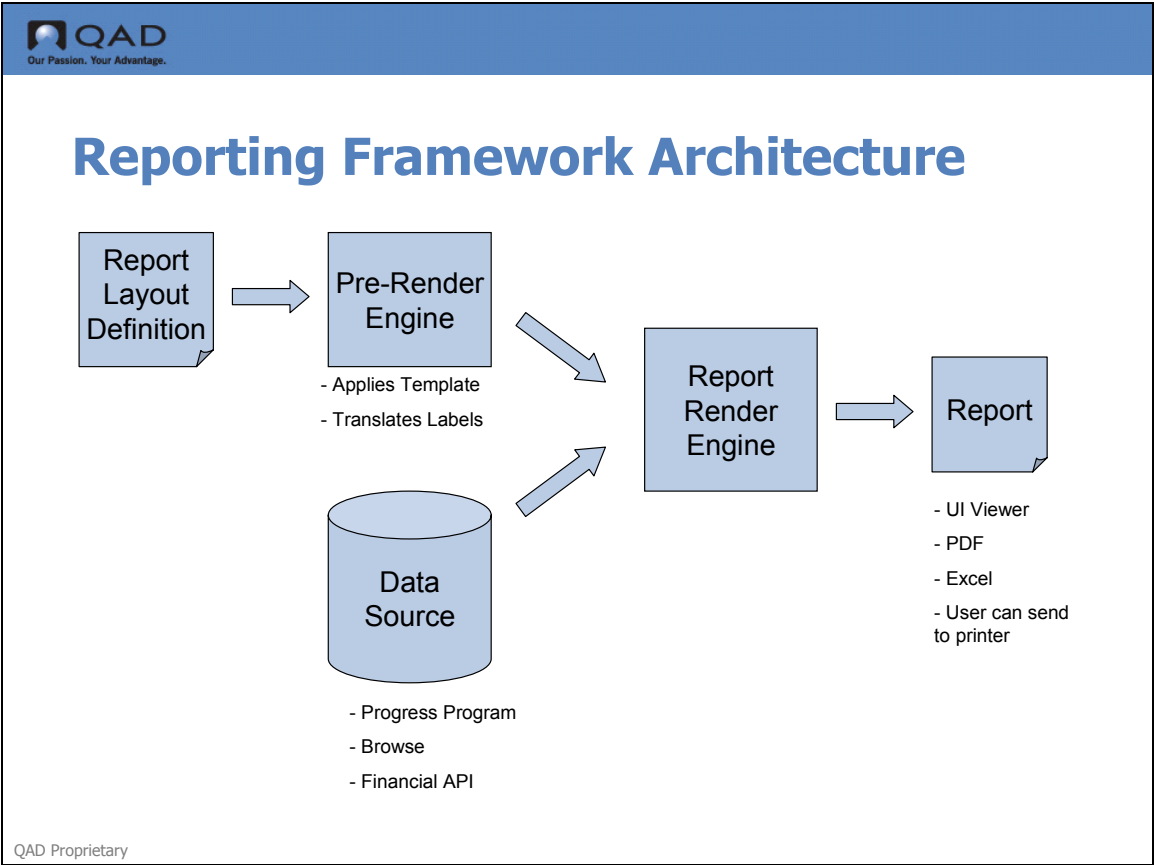 QAD
Our Passion. Your Advantage.
Reporting Framework Architecture
Report
Layout
Definition
Pre-Render
Engine
- Applies Template
- Translates Labels
Data
Source
- Progress Program
- Browse
- Financial API
Report
Render
Engine
Report
- UI Viewer
- PDF
- Excel
- User can send
to printer
QAD Proprietary